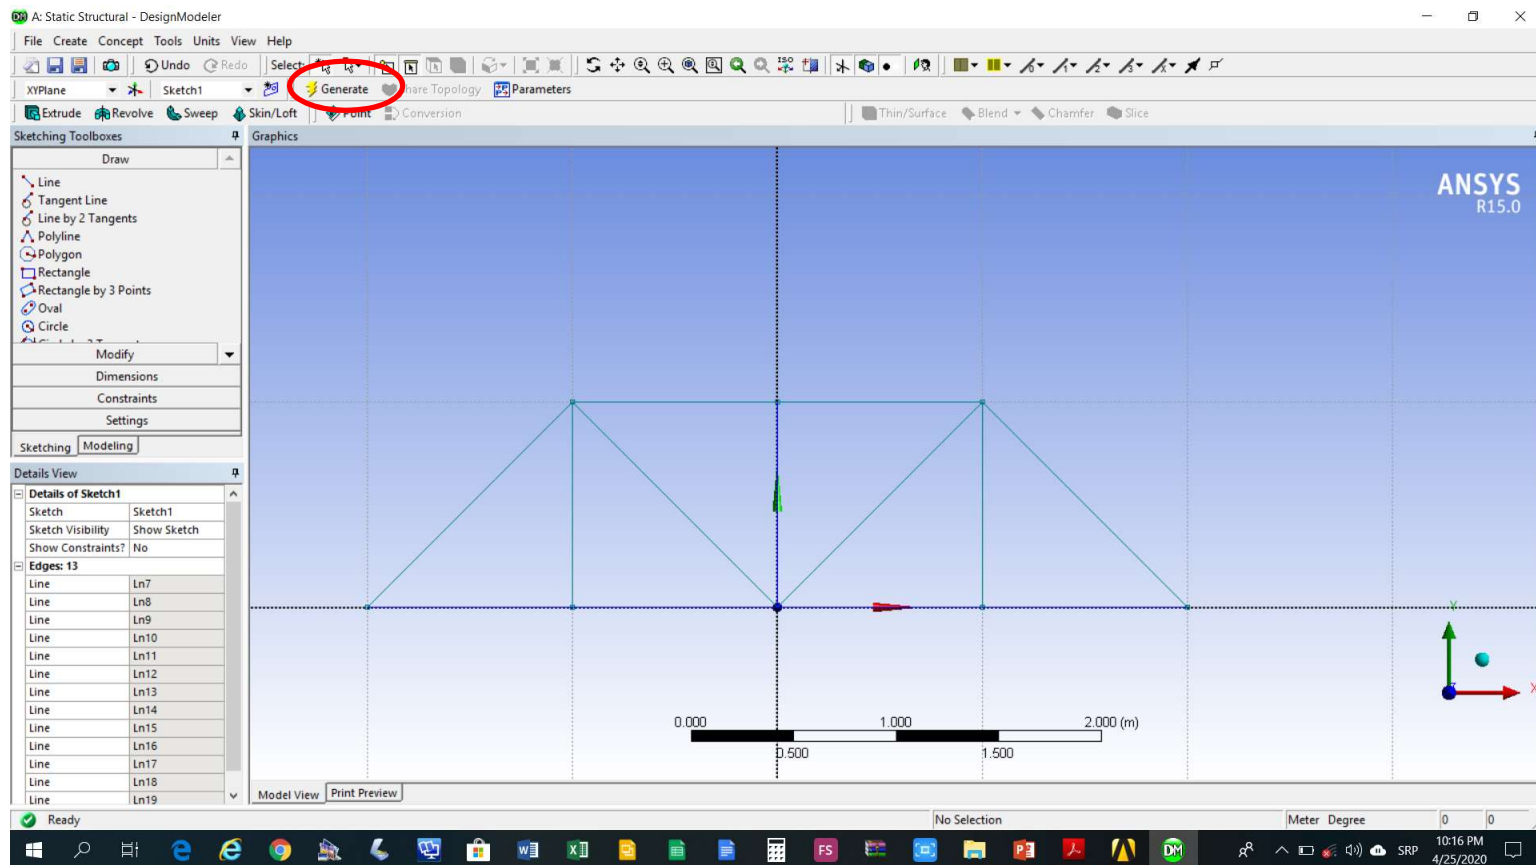 A: Static Structural - DesignModeler
File Create Concept Tools Units View Help
Undo Redo Select:
XYPlane Sketch1 Generate Share Topology Parameters
Extrude Revolve Sweep Skin/Loft Point Conversion Thin/Surface Blend Chamfer Slice
Sketching Toolboxes Graphics
Draw
Line
Tangent Line
Line by 2 Tangents
Polyline
Polygon
Rectangle
Rectangle by 3 Points
Oval
Circle
Modify
Dimensions
Constraints
Settings
Sketching Modeling
Details View
Details of Sketch1
Sketch Sketch1
Sketch Visibility Show Sketch
Show Constraints? No
Edges: 13
Line Ln7
Line Ln8
Line Ln9
Line Ln10
Line Ln11
Line Ln12
Line Ln13
Line Ln14
Line Ln15
Line Ln16
Line Ln17
Line Ln18
Line Ln19
ANSYS
R15.0
Y
X
0.000 1.000 2.000 (m)
0.500 1.500
Model View Print Preview
Ready No Selection Meter Degree 0 0
SRP 10:16 PM
4/25/2020